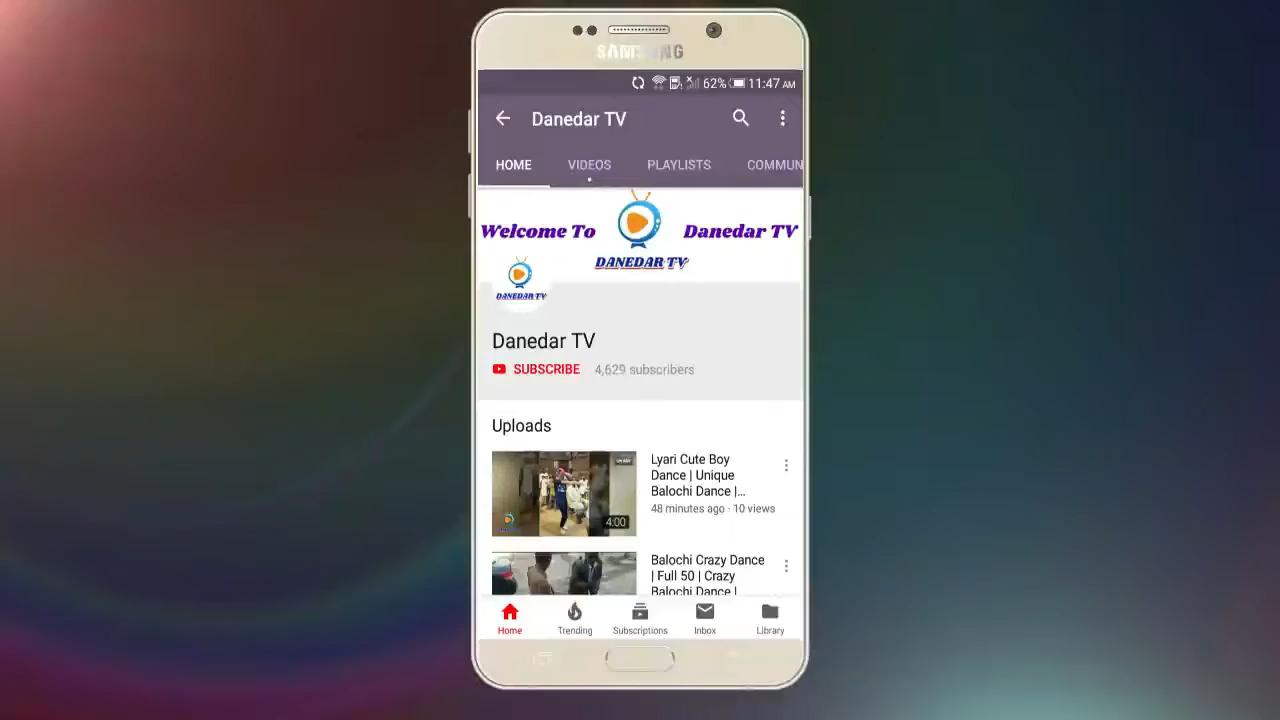 SAMSUNG
62% 11:47 AM
Danedar TV
HOME VIDEOS PLAYLISTS COMMUN
Welcome To Danedar TV
DANEDAR TV
DANEDAR TV
Danedar TV
SUBSCRIBE 4,629 subscribers
Uploads
Lyari Cute Boy
Dance | Unique
Balochi Dance |...
48 minutes ago · 10 views
4:00
Balochi Crazy Dance
| Full 50 | Crazy
Balochi Dance |
Home Trending Subscriptions Inbox Library